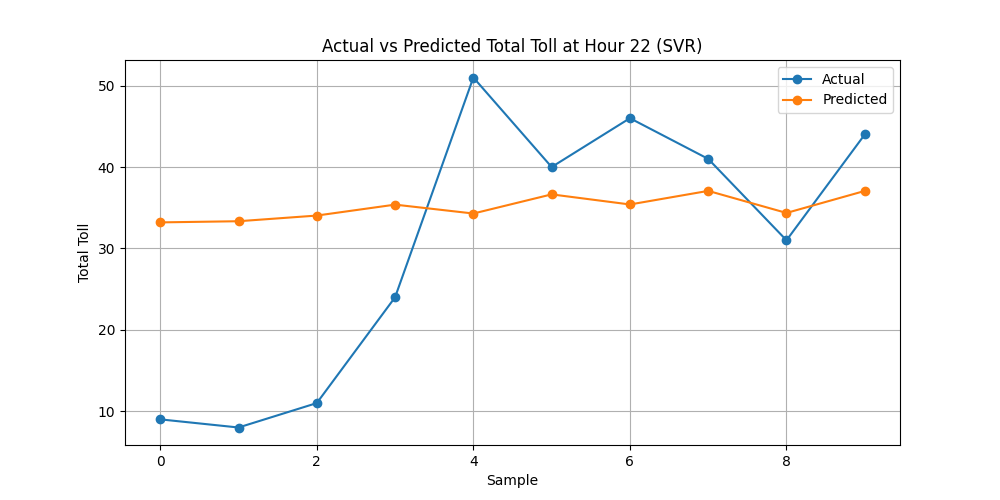 Actual vs Predicted Total Toll at Hour 22 (SVR)
Actual
Predicted
Total Toll
50
40
30
20
10
0 2 4 6 8
Sample